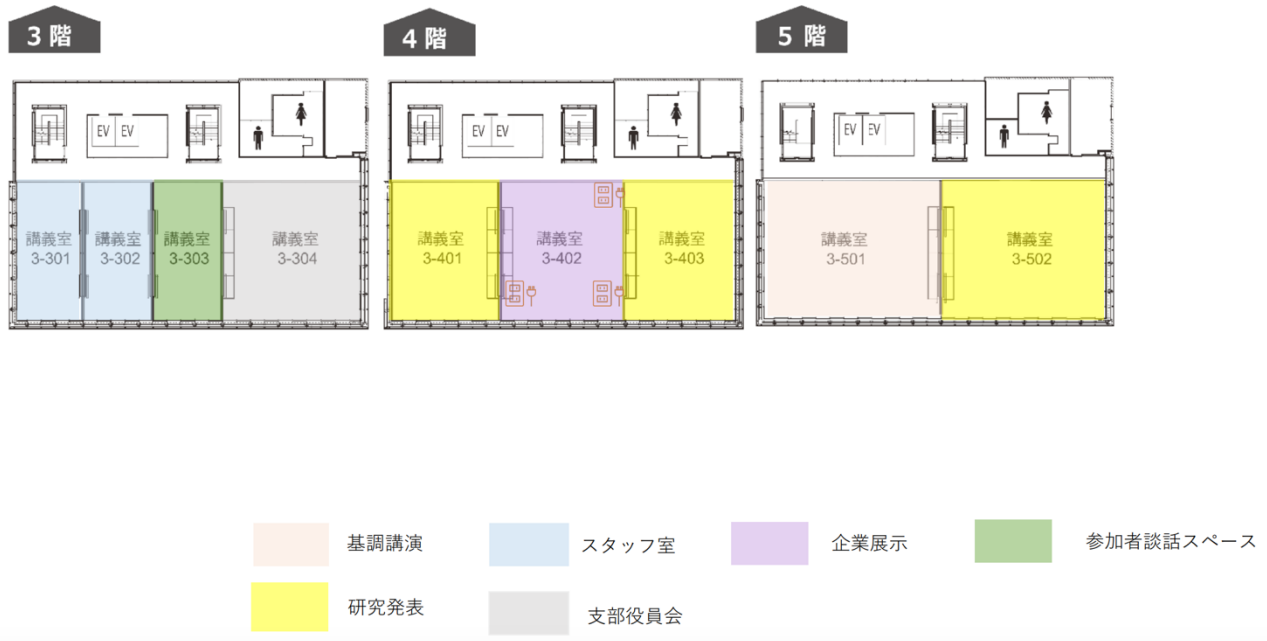 3 階
4 階
5 階
EV EV
EV EV
EV EV
講義室
3-301
講義室
3-302
講義室
3-303
講義室
3-304
講義室
3-401
講義室
3-402
講義室
3-403
講義室
3-501
講義室
3-502
基調講演
スタッフ室
企業展示
参加者談話スペース
研究発表
支部役員会